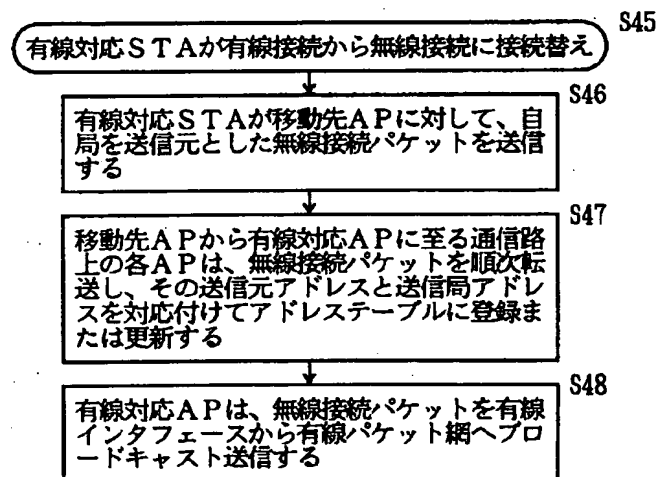 S45
有線対応STAが有線接続から無線接続に接続替え
S46
有線対応STAが移動先APに対して、自
局を送信元とした無線接続パケットを送信
する
S47
移動先APから有線対応APに至る通信路
上の各APは、無線接続パケットを順次転
送し、その送信元アドレスと送信局アドレ
スを対応付けてアドレステーブルに登録ま
たは更新する
S48
有線対応APは、無線接続パケットを有線
インタフェースから有線パケット網へブロ
ードキャスト送信する